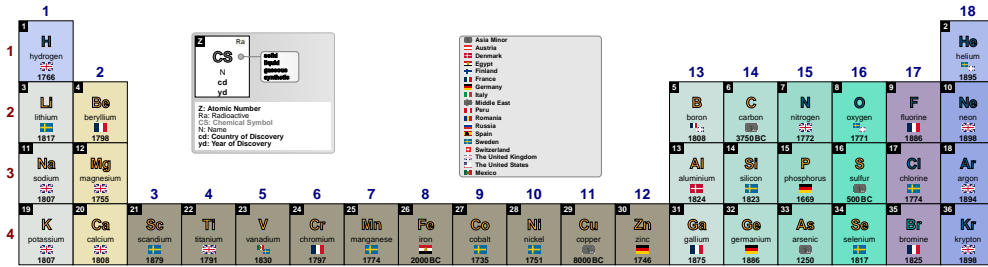 1 18
1 H hydrogen 1766
2 He helium 1895
1
2 13 14 15 16 17
3 Li lithium 1817
4 Be beryllium 1798
5 B boron 1808
6 C carbon 3750BC
7 N nitrogen 1772
8 O oxygen 1771
9 F fluorine 1886
10 Ne neon 1898
2
11 Na sodium 1807
12 Mg magnesium 1755
13 Al aluminium 1824
14 Si silicon 1823
15 P phosphorus 1669
16 S sulfur 500BC
17 Cl chlorine 1774
18 Ar argon 1894
3
3 4 5 6 7 8 9 10 11 12
19 K potassium 1807
20 Ca calcium 1808
21 Sc scandium 1879
22 Ti titanium 1791
23 V vanadium 1830
24 Cr chromium 1797
25 Mn manganese 1774
26 Fe iron 2000BC
27 Co cobalt 1735
28 Ni nickel 1751
29 Cu copper 8000BC
30 Zn zinc 1746
31 Ga gallium 1875
32 Ge germanium 1886
33 As arsenic 1250
34 Se selenium 1817
35 Br bromine 1825
36 Kr krypton 1898
4
Z Ra
CS
N
cd
yd
solid
liquid
gaseous
synthetic
Z: Atomic Number
Ra: Radioactive
CS: Chemical Symbol
N: Name
cd: Country of Discovery
yd: Year of Discovery
Asia Minor
Austria
Denmark
Egypt
Finland
France
Germany
Italy
Middle East
Peru
Romania
Russia
Spain
Sweden
Switzerland
The United Kingdom
The United States
Mexico